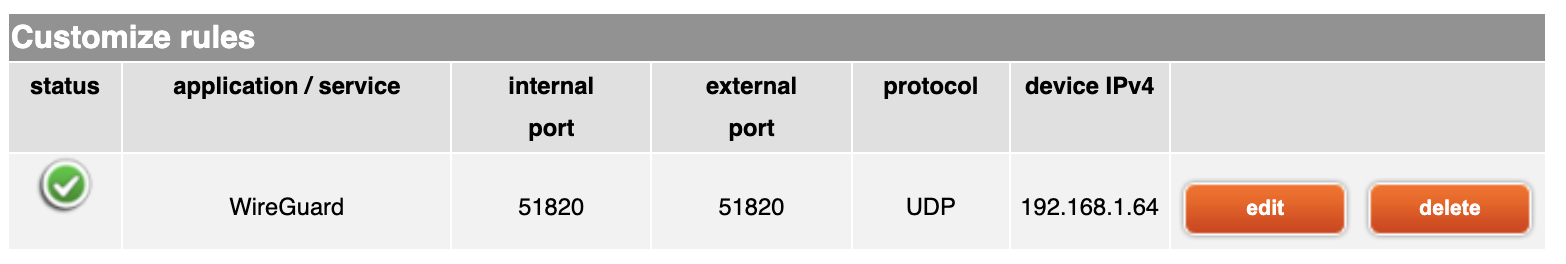 Customize rules
status application / service internal port external port protocol device IPv4
WireGuard 51820 51820 UDP 192.168.1.64 edit delete